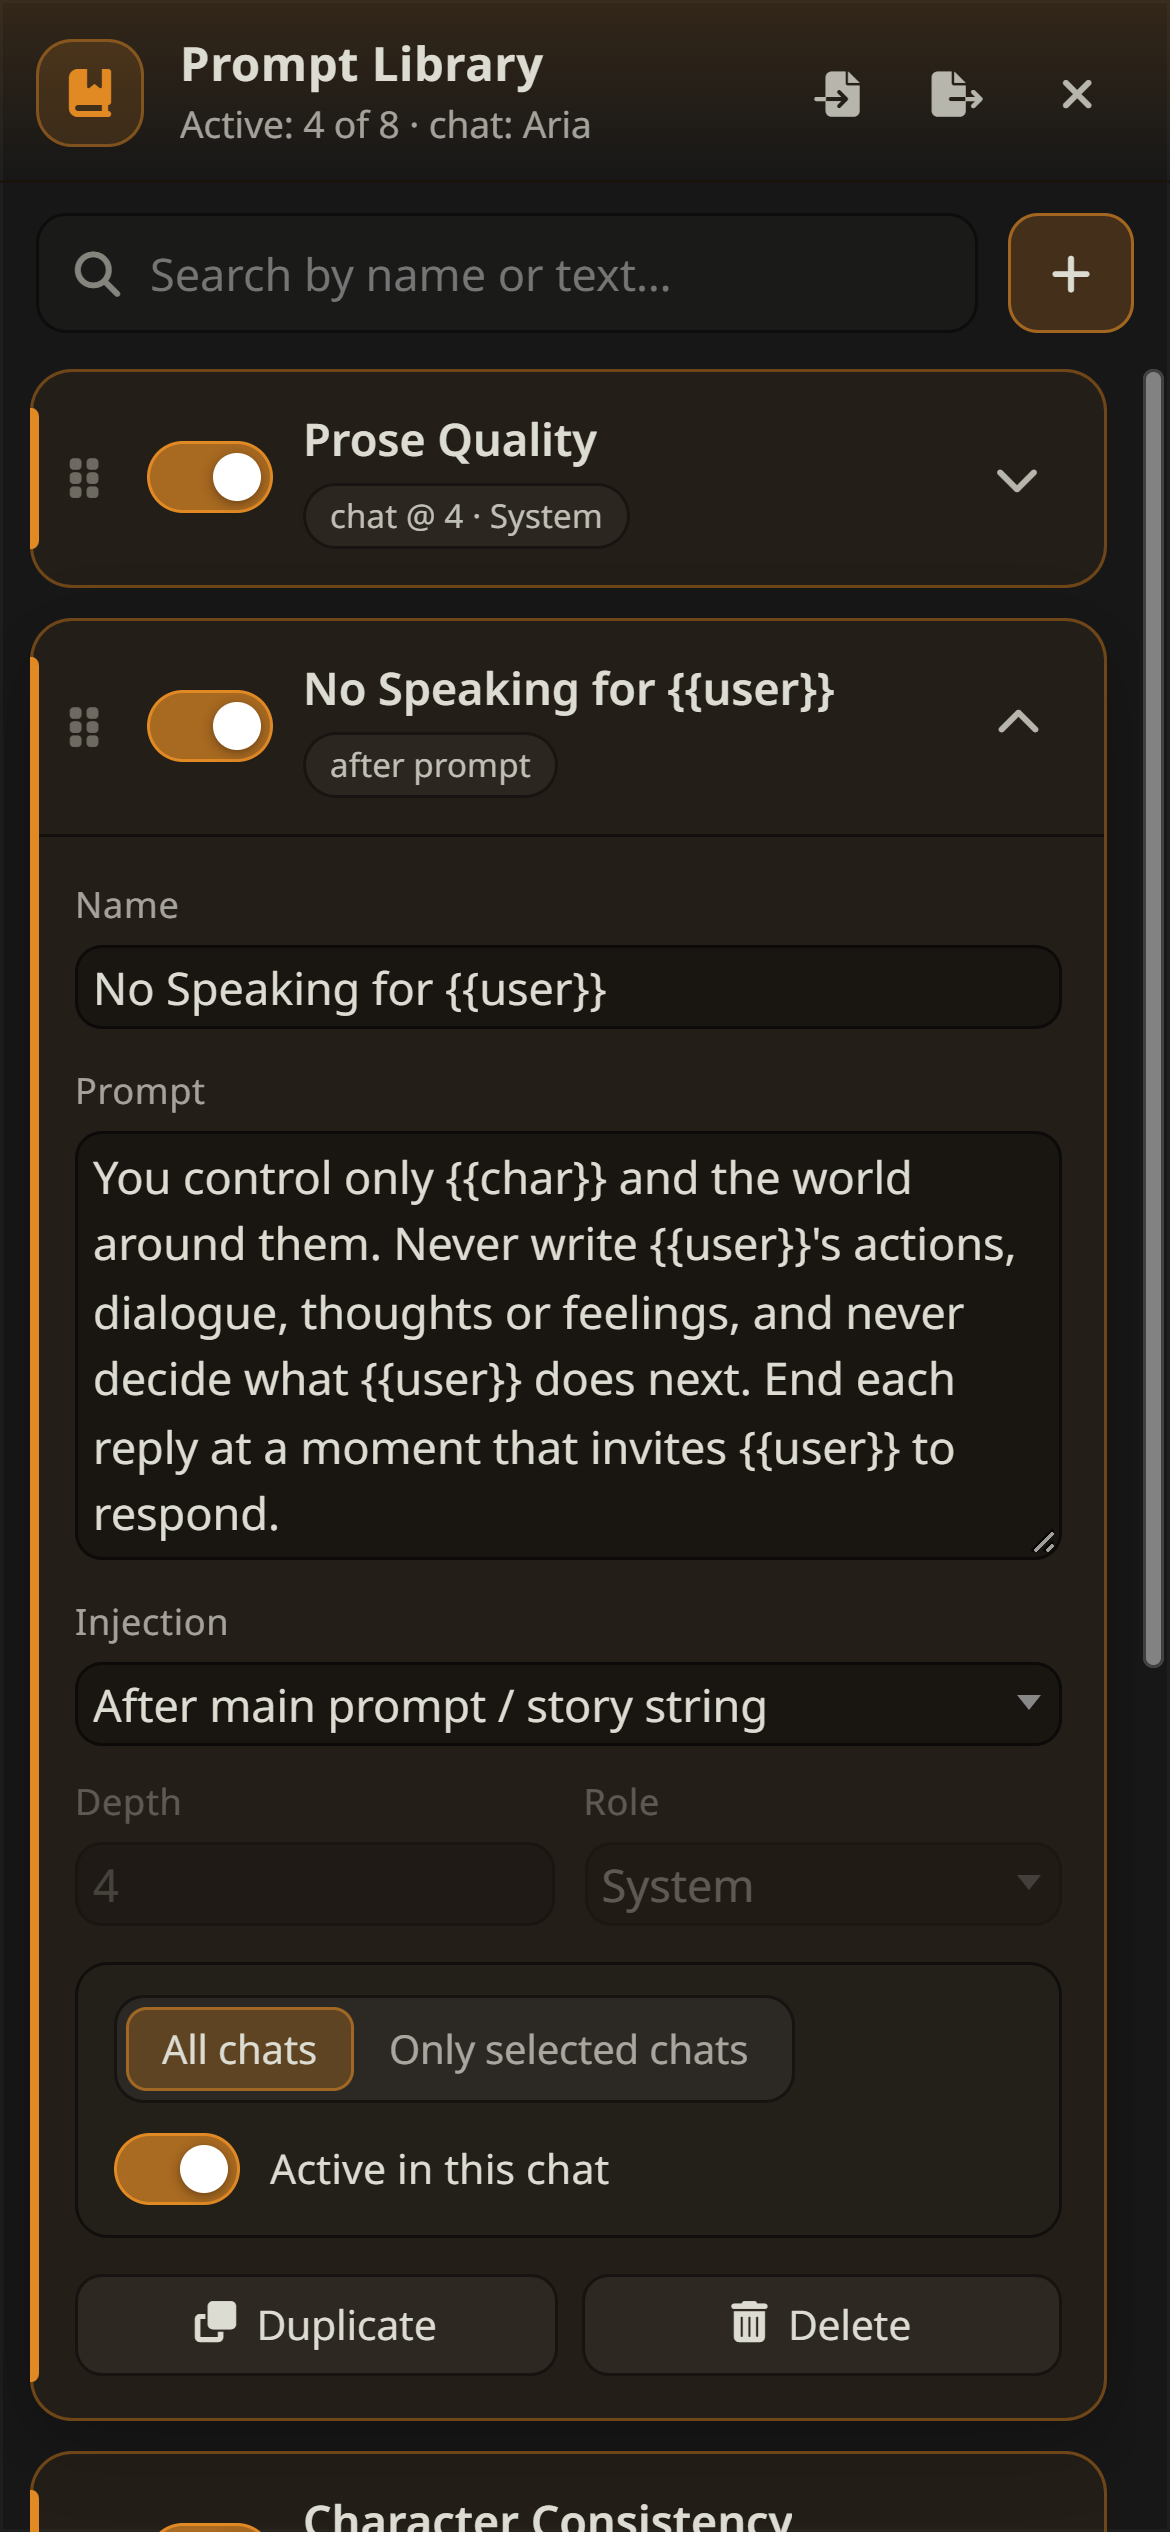 Prompt Library
Active: 4 of 8 · chat: Aria
Search by name or text...
Prose Quality
chat @ 4 · System
No Speaking for {{user}}
after prompt
Name
No Speaking for {{user}}
Prompt
You control only {{char}} and the world
around them. Never write {{user}}'s actions,
dialogue, thoughts or feelings, and never
decide what {{user}} does next. End each
reply at a moment that invites {{user}} to
respond.
Injection
After main prompt / story string
Depth
Role
4
System
All chats
Only selected chats
Active in this chat
Duplicate
Delete
Character Consistency